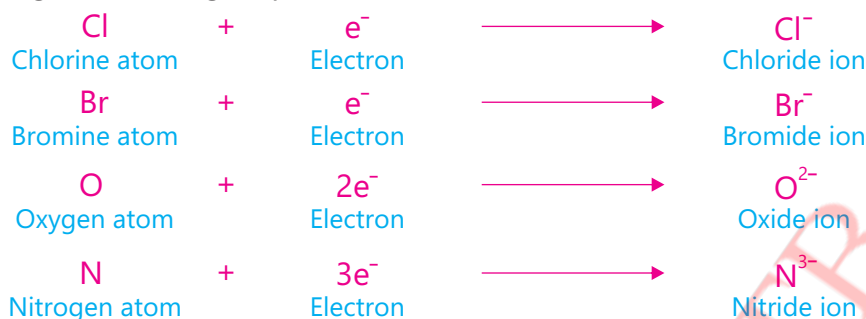 Cl + e⁻ ⟶ Cl⁻
Chlorine atom Electron Chloride ion
Br + e⁻ ⟶ Br⁻
Bromine atom Electron Bromide ion
O + 2e⁻ ⟶ O²⁻
Oxygen atom Electron Oxide ion
N + 3e⁻ ⟶ N³⁻
Nitrogen atom Electron Nitride ion